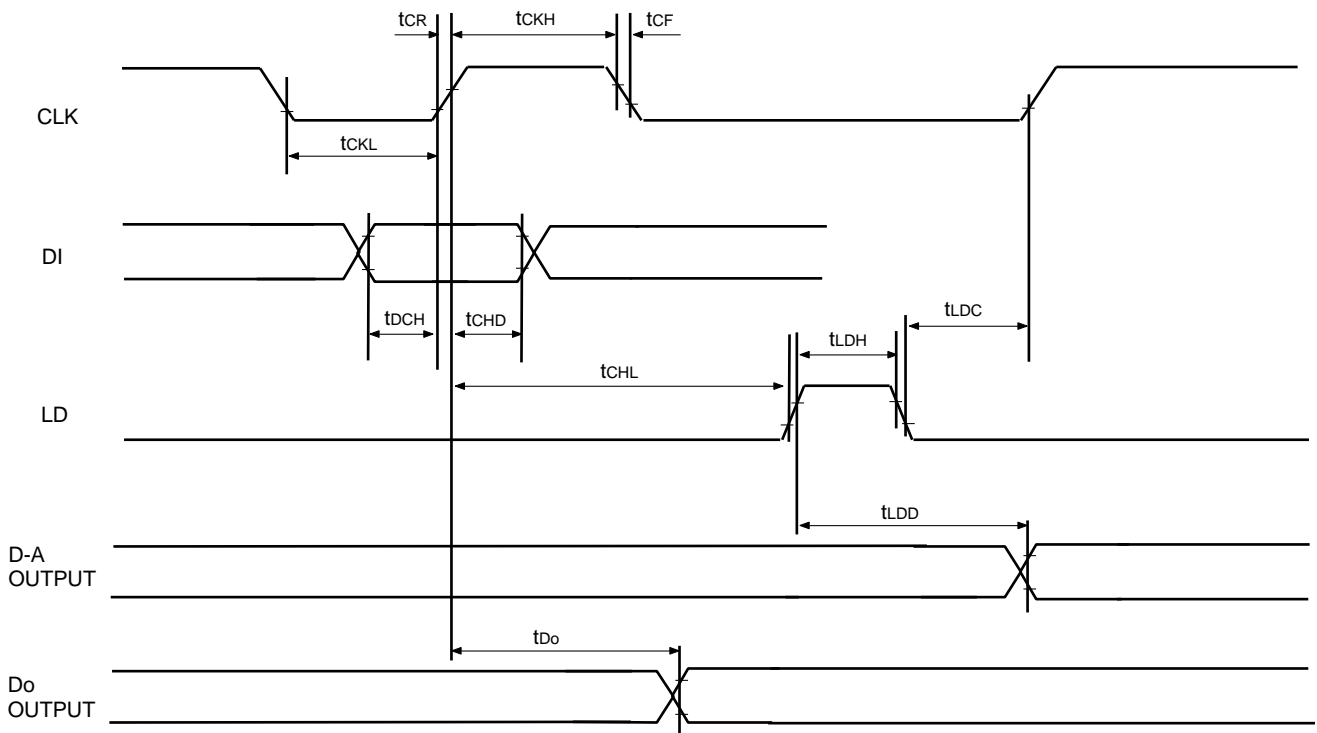 tCR
tCKH
tCF
CLK
tCKL
DI
tDCH
tCHD
tLDC
tLDH
tCHL
LD
tLDD
D-A
OUTPUT
tDo
Do
OUTPUT